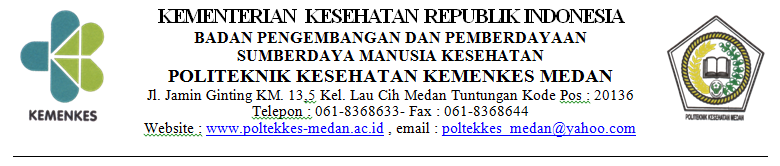 KEMENTERIAN KESEHATAN REPUBLIK INDONESIA
BADAN PENGEMBANGAN DAN PEMBERDAYAAN
SUMBERDAYA MANUSIA KESEHATAN
POLITEKNIK KESEHATAN KEMENKES MEDAN
Jl. Jamin Ginting KM. 13,5 Kel. Lau Cih Medan Tuntungan Kode Pos : 20136
Telepon : 061-8368633- Fax : 061-8368644
Website : www.poltekkes-medan.ac.id , email : poltekkes_medan@yahoo.com
KEMENKES
POLITEKNIK KESEHATAN MEDAN